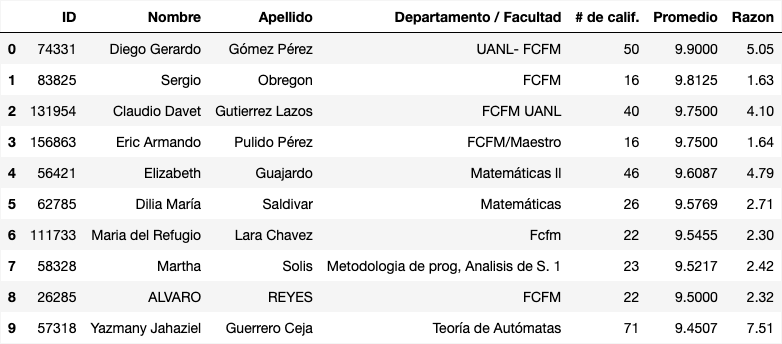 ID Nombre Apellido Departamento / Facultad # de calif. Promedio Razon
0 74331 Diego Gerardo Gómez Pérez UANL- FCFM 50 9.9000 5.05
1 83825 Sergio Obregon FCFM 16 9.8125 1.63
2 131954 Claudio Davet Gutierrez Lazos FCFM UANL 40 9.7500 4.10
3 156863 Eric Armando Pulido Pérez FCFM/Maestro 16 9.7500 1.64
4 56421 Elizabeth Guajardo Matemáticas ll 46 9.6087 4.79
5 62785 Dilia María Saldivar Matemáticas 26 9.5769 2.71
6 111733 Maria del Refugio Lara Chavez Fcfm 22 9.5455 2.30
7 58328 Martha Solis Metodologia de prog, Analisis de S. 1 23 9.5217 2.42
8 26285 ALVARO REYES FCFM 22 9.5000 2.32
9 57318 Yazmany Jahaziel Guerrero Ceja Teoría de Autómatas 71 9.4507 7.51